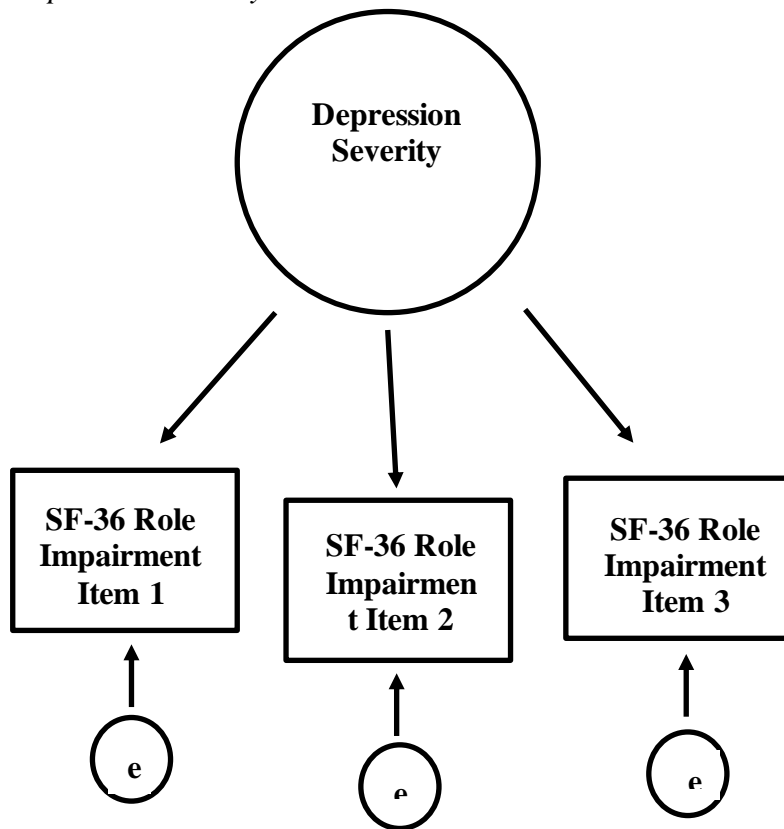 Depression
Severity
SF-36 Role
Impairment
Item 1
SF-36 Role
Impairmen
t Item 2
SF-36 Role
Impairment
Item 3
e
e
e